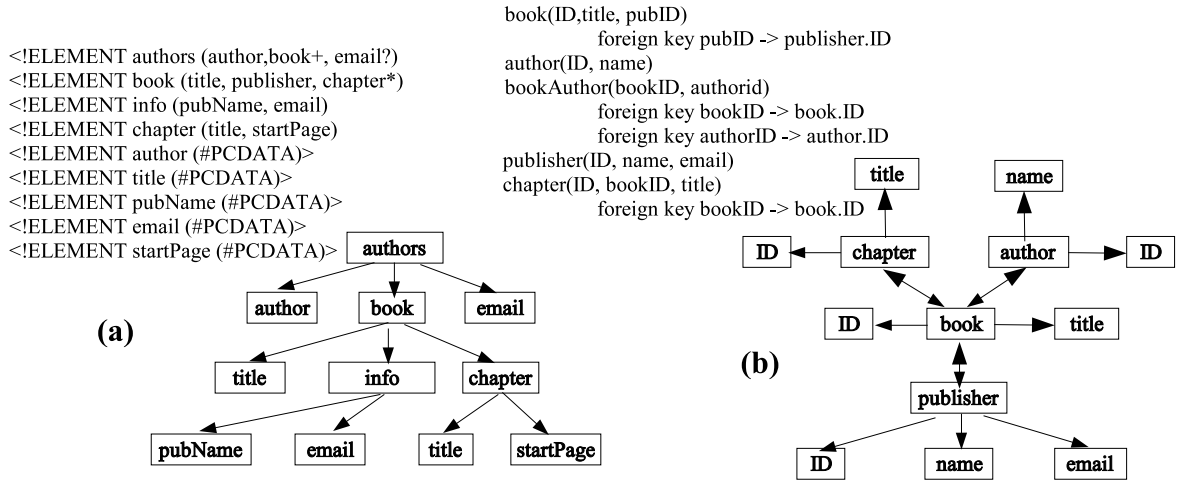 <!ELEMENT authors (author,book+, email?)
<!ELEMENT book (title, publisher, chapter*)
<!ELEMENT info (pubName, email)
<!ELEMENT chapter (title, startPage)
<!ELEMENT author (#PCDATA)>
<!ELEMENT title (#PCDATA)>
<!ELEMENT pubName (#PCDATA)>
<!ELEMENT email (#PCDATA)>
<!ELEMENT startPage (#PCDATA)>
authors
author book email
(a)
title info chapter
pubName email title startPage
book(ID,title, pubID)
foreign key pubID -> publisher.ID
author(ID, name)
bookAuthor(bookID, authorid)
foreign key bookID -> book.ID
foreign key authorID -> author.ID
publisher(ID, name, email)
chapter(ID, bookID, title)
foreign key bookID -> book.ID
title name
ID chapter author ID
ID book title
(b)
publisher
ID name email